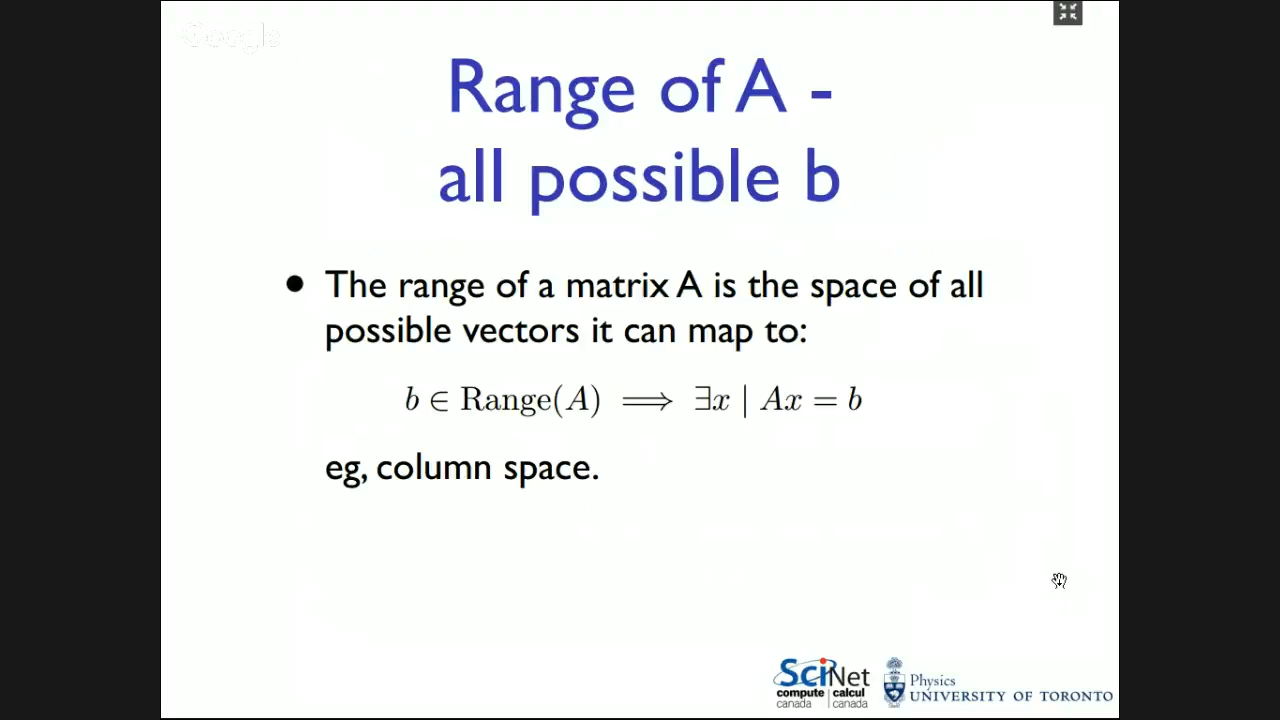 Google
Range of A -
all possible b
• The range of a matrix A is the space of all
possible vectors it can map to:
b ∈ Range(A) ⟹ ∃x | Ax = b
eg, column space.
SciNet
compute | calcul
canada | canada
Physics
UNIVERSITY OF TORONTO